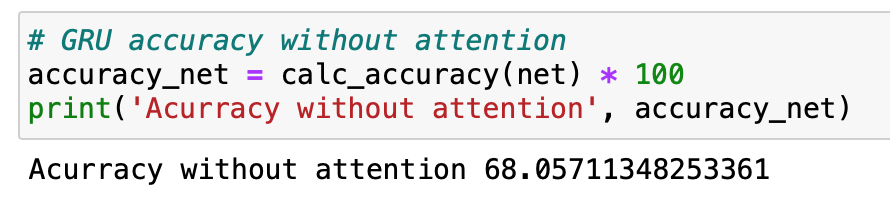 # GRU accuracy without attention
accuracy_net = calc_accuracy(net) * 100
print('Acurracy without attention', accuracy_net)
Acurracy without attention 68.05711348253361